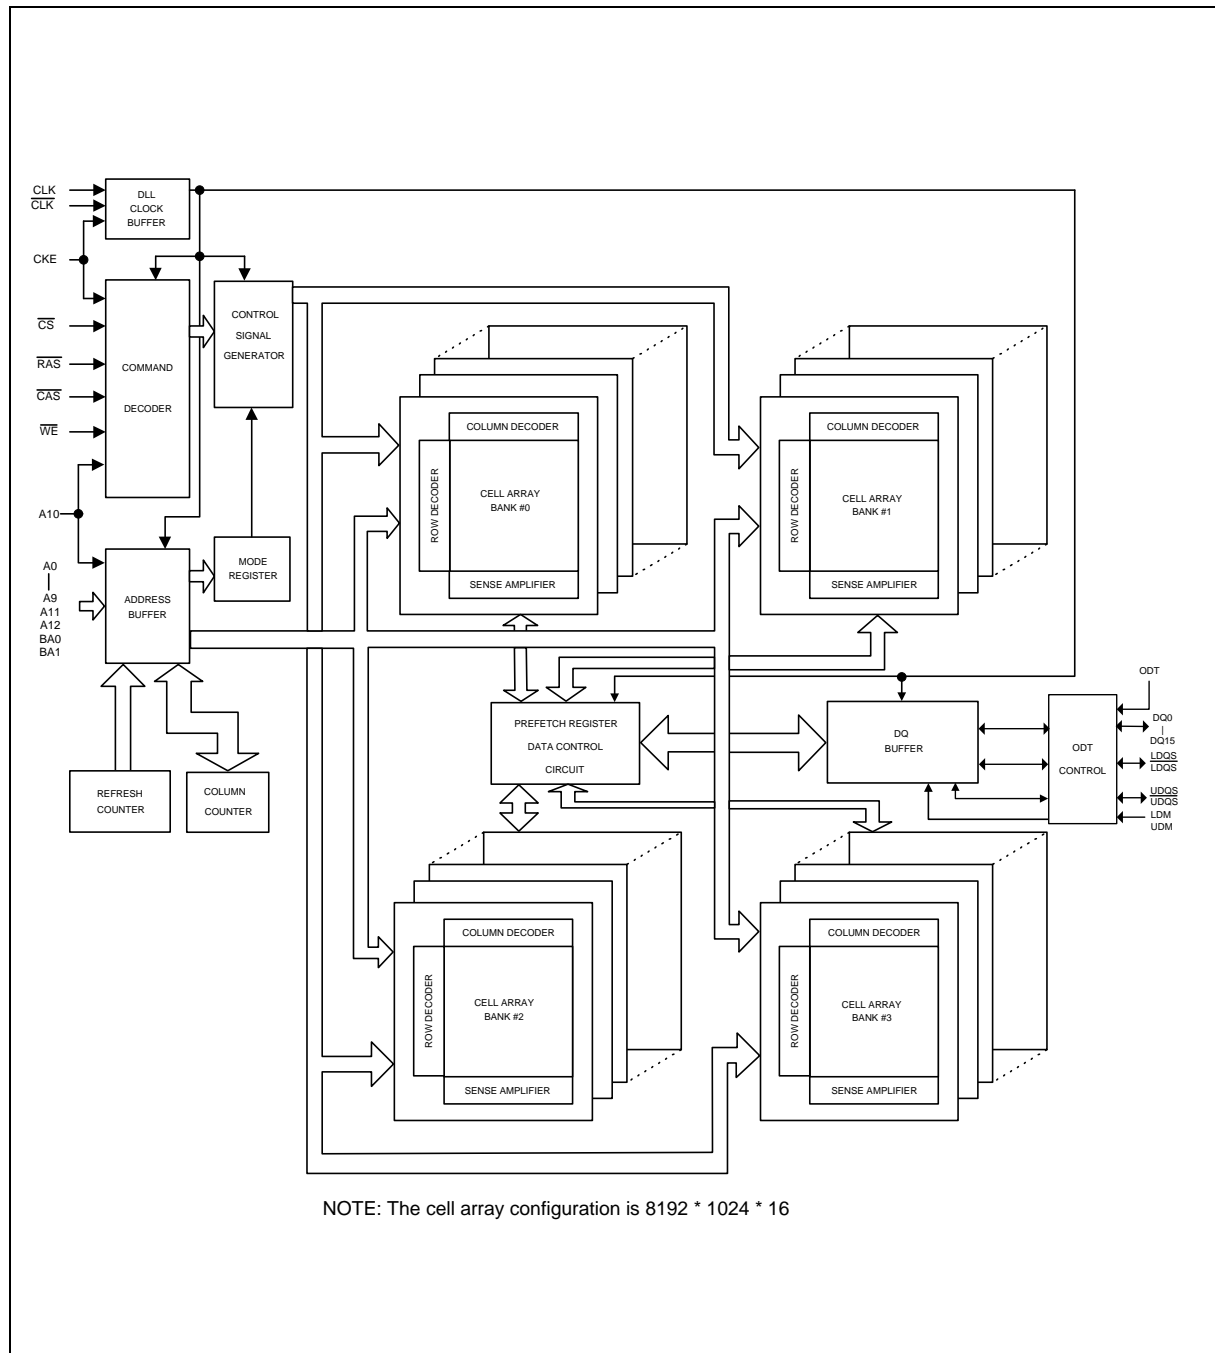 CLK
CLK
CKE
CS
RAS
CAS
WE
A10
A0
A9
A11
A12
BA0
BA1
DLL
CLOCK
BUFFER
COMMAND
DECODER
CONTROL
SIGNAL
GENERATOR
ADDRESS
BUFFER
MODE
REGISTER
REFRESH
COUNTER
COLUMN
COUNTER
COLUMN DECODER
ROW DECODER
CELL ARRAY
BANK #0
SENSE AMPLIFIER
COLUMN DECODER
ROW DECODER
CELL ARRAY
BANK #1
SENSE AMPLIFIER
PREFETCH REGISTER
DATA CONTROL
CIRCUIT
DQ
BUFFER
ODT
CONTROL
ODT
DQ0
|
DQ15
LDQS
LDQS
UDQS
UDQS
LDM
UDM
COLUMN DECODER
ROW DECODER
CELL ARRAY
BANK #2
SENSE AMPLIFIER
COLUMN DECODER
ROW DECODER
CELL ARRAY
BANK #3
SENSE AMPLIFIER
NOTE: The cell array configuration is 8192 * 1024 * 16